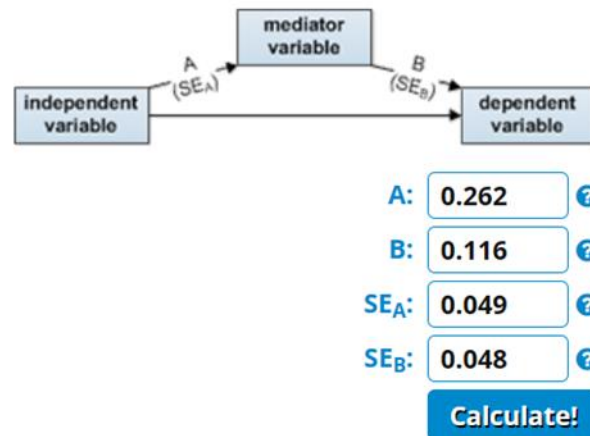 mediator
variable
A
(SEA)
B
(SEB)
independent
variable
dependent
variable
A: 0.262 ?
B: 0.116 ?
SEA: 0.049 ?
SEB: 0.048 ?
Calculate!